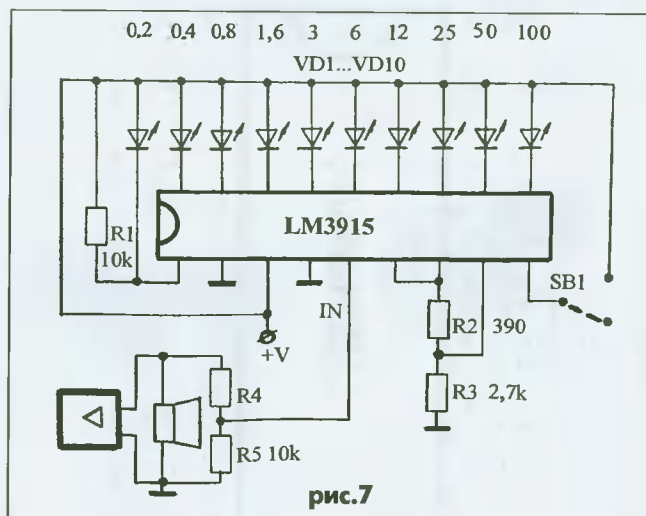 0,2 0,4 0,8 1,6 3 6 12 25 50 100
VD1...VD10
LM3915
R1
10k
SB1
IN
R2 390
+V
R4
R3 2,7k
R5 10k
рис.7